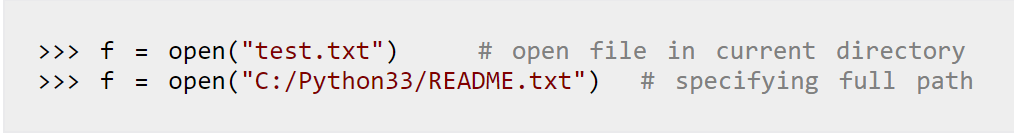 >>> f = open("test.txt")    # open file in current directory
>>> f = open("C:/Python33/README.txt")  # specifying full path